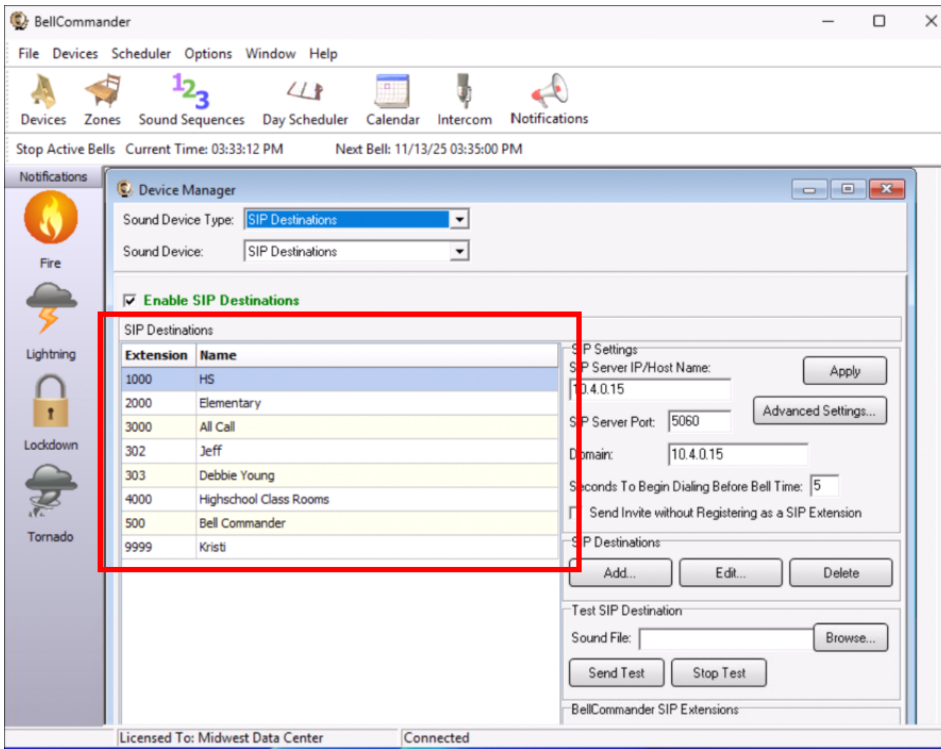 BellCommander
File Devices Scheduler Options Window Help
123
Devices Zones Sound Sequences Day Scheduler Calendar Intercom Notifications
Stop Active Bells Current Time: 03:33:12 PM Next Bell: 11/13/25 03:35:00 PM
Notifications
Fire
Lightning
Lockdown
Tornado
Device Manager
Sound Device Type: SIP Destinations
Sound Device: SIP Destinations
Enable SIP Destinations
SIP Destinations
Extension Name
1000 HS
2000 Elementary
3000 All Call
302 Jeff
303 Debbie Young
4000 Highschool Class Rooms
500 Bell Commander
9999 Kristi
SIP Settings
SIP Server IP/Host Name:
Apply
10.4.0.15
Advanced Settings...
SIP Server Port: 5060
Domain: 10.4.0.15
Seconds To Begin Dialing Before Bell Time: 5
Send Invite without Registering as a SIP Extension
SIP Destinations
Add... Edit... Delete
Test SIP Destination
Sound File: Browse...
Send Test Stop Test
BellCommander SIP Extensions
Licensed To: Midwest Data Center Connected